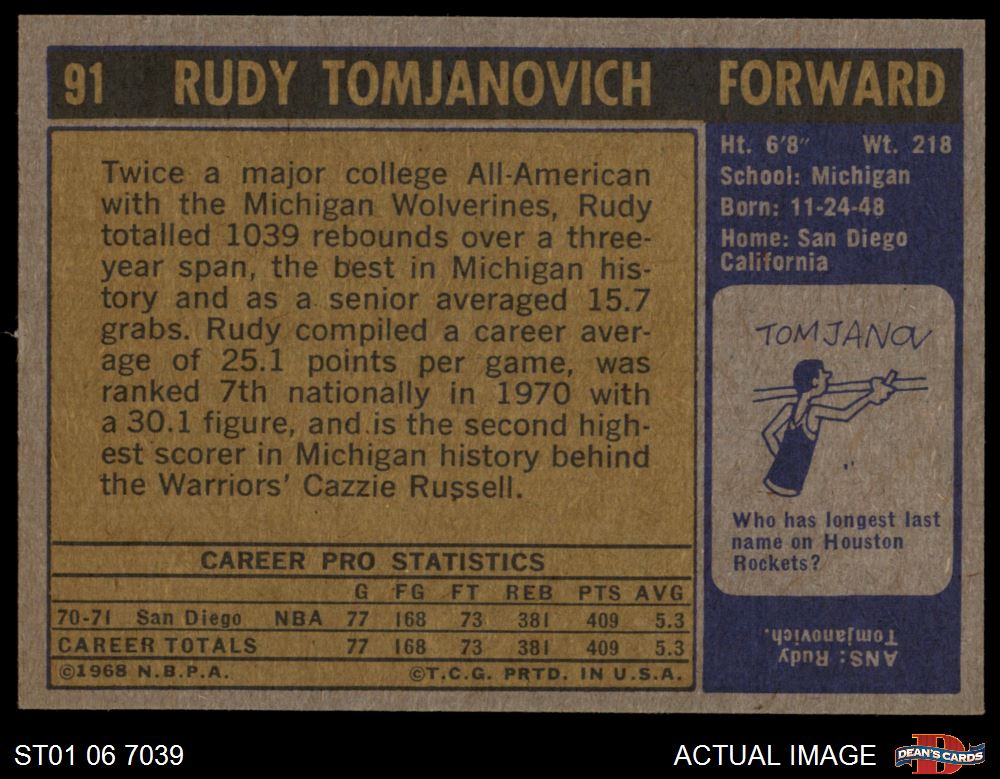 91 RUDY TOMJANOVICH FORWARD
Twice a major college All-American
with the Michigan Wolverines, Rudy
totalled 1039 rebounds over a three-
year span, the best in Michigan his-
tory and as a senior averaged 15.7
grabs. Rudy compiled a career aver-
age of 25.1 points per game, was
ranked 7th nationally in 1970 with
a 30.1 figure, and is the second high-
est scorer in Michigan history behind
the Warriors' Cazzie Russell.
CAREER PRO STATISTICS
G FG FT REB PTS AVG
70-71 San Diego NBA 77 168 73 381 409 5.3
CAREER TOTALS 77 168 73 381 409 5.3
©1968 N.B.P.A. ©T.C.G. PRTD. IN U.S.A.
Ht. 6'8" Wt. 218
School: Michigan
Born: 11-24-48
Home: San Diego
California
TOMJANOV
Who has longest last
name on Houston
Rockets?
ANS: Rudy
Tomjanovich.
ST01 06 7039 ACTUAL IMAGE
D
DEAN'S CARDS